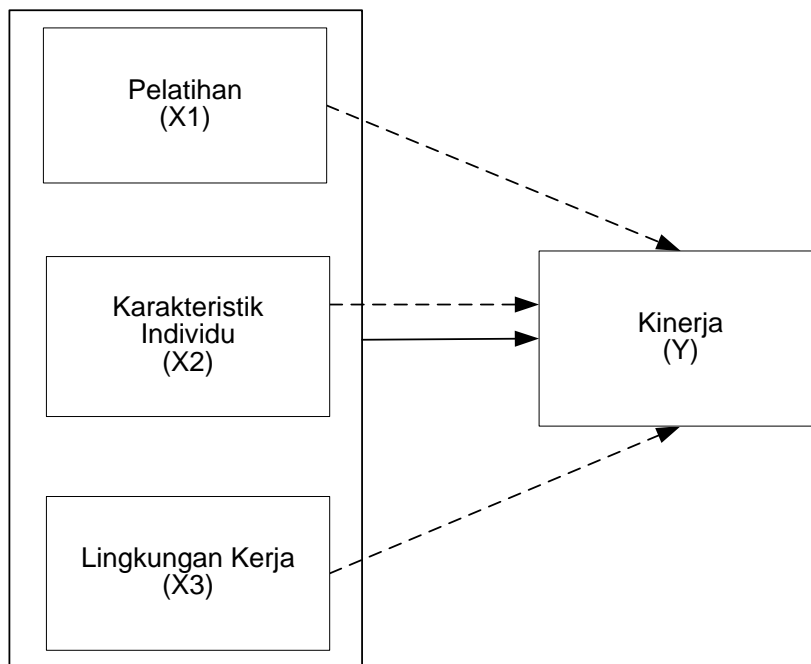 Pelatihan
(X1)
Karakteristik
Individu
(X2)
Kinerja
(Y)
Lingkungan Kerja
(X3)